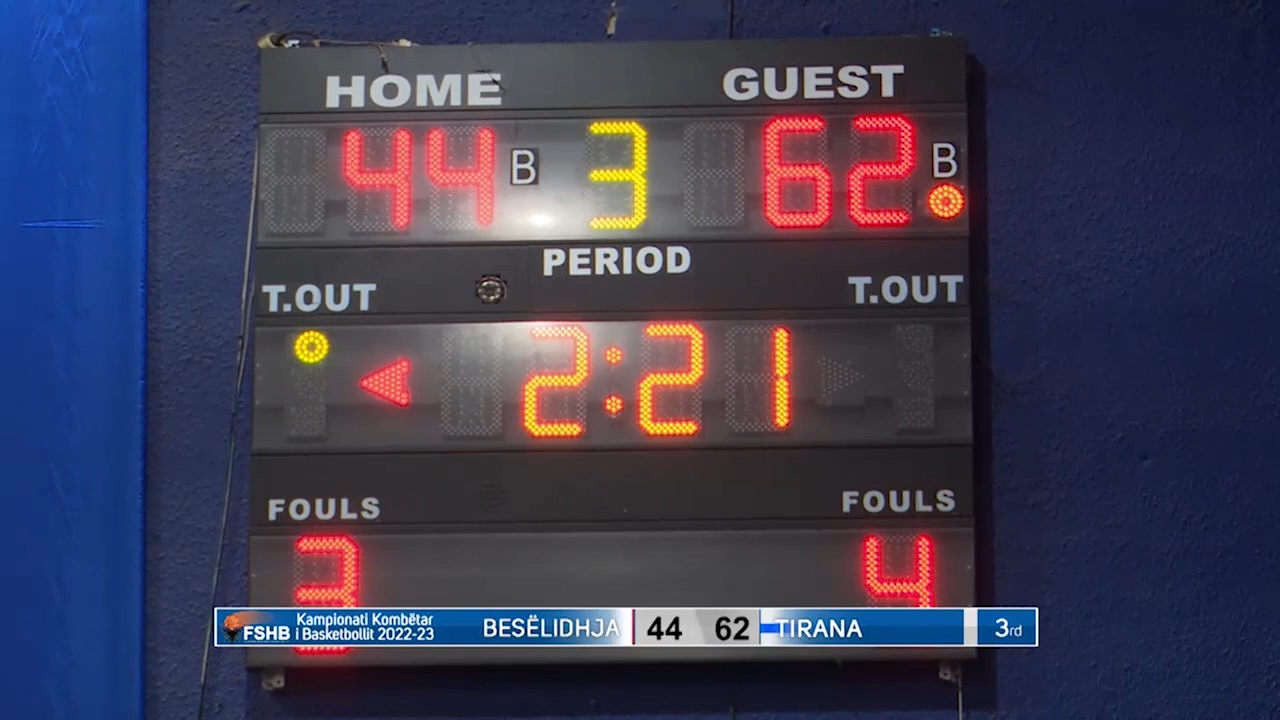 HOME GUEST
44 B 3 62 B
PERIOD
T.OUT T.OUT
2:21
FOULS FOULS
3 4
FSHB Kampionati Kombëtar
i Basketbollit 2022-23
BESËLIDHJA 44 62 TIRANA 3rd